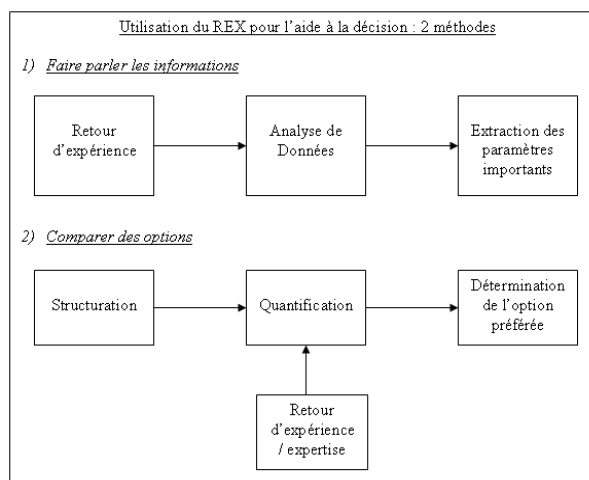 Utilisation du REX pour l'aide à la décision : 2 méthodes
1) Faire parler les informations
Retour
d'expérience
Analyse de
Données
Extraction des
paramètres
importants
2) Comparer des options
Structuration
Quantification
Détermination
de l'option
préférée
Retour
d'expérience
/ expertise